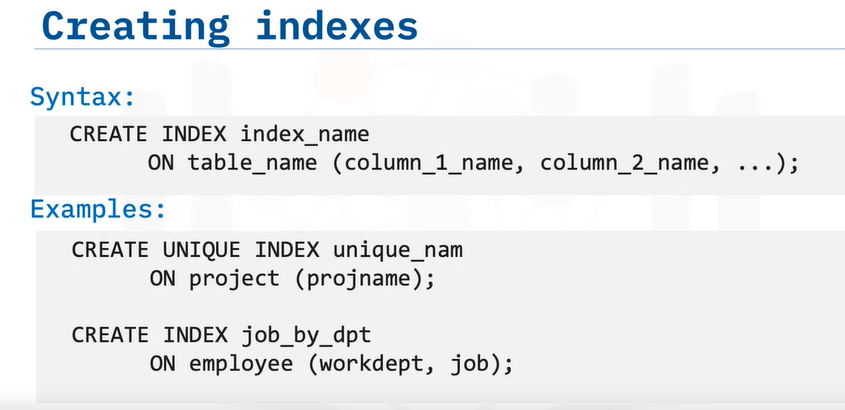 Creating indexes
Syntax:
CREATE INDEX index_name
ON table_name (column_1_name, column_2_name, ...);
Examples:
CREATE UNIQUE INDEX unique_nam
ON project (projname);
CREATE INDEX job_by_dpt
ON employee (workdept, job);